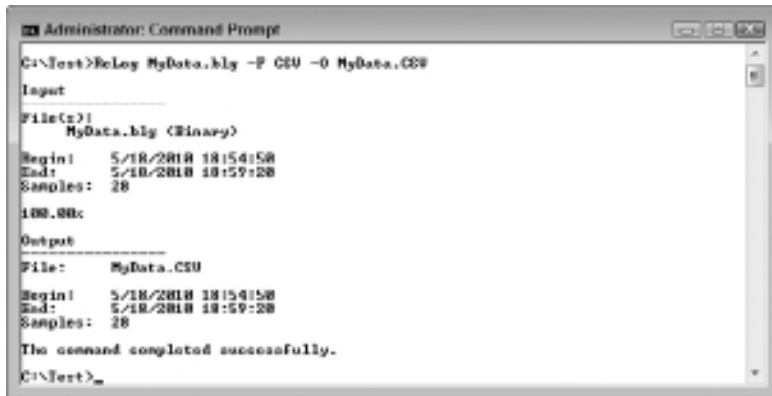 Administrator: Command Prompt
C:\Test>ReLog MyData.blg -F CSV -O MyData.CSV
Input
----------------
File(s):
MyData.blg (Binary)
Begin: 5/18/2010 18:54:50
End: 5/18/2010 18:59:20
Samples: 28
100.00%
Output
----------------
File: MyData.CSV
Begin: 5/18/2010 18:54:50
End: 5/18/2010 18:59:20
Samples: 28
The command completed successfully.
C:\Test>_